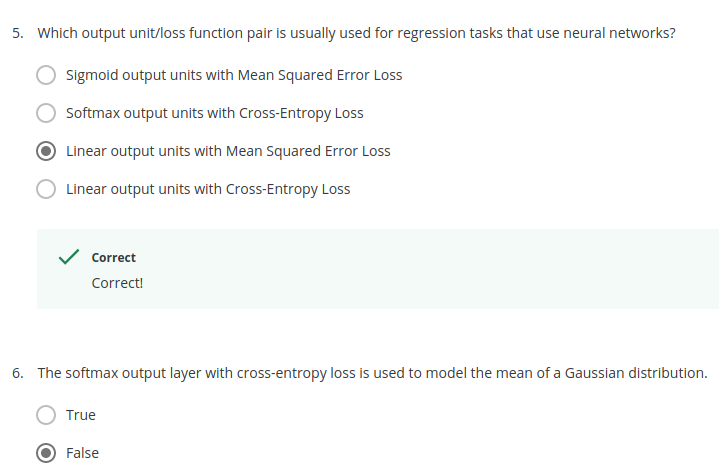 5. Which output unit/loss function pair is usually used for regression tasks that use neural networks?
Sigmoid output units with Mean Squared Error Loss
Softmax output units with Cross-Entropy Loss
Linear output units with Mean Squared Error Loss
Linear output units with Cross-Entropy Loss
Correct
Correct!
6. The softmax output layer with cross-entropy loss is used to model the mean of a Gaussian distribution.
True
False